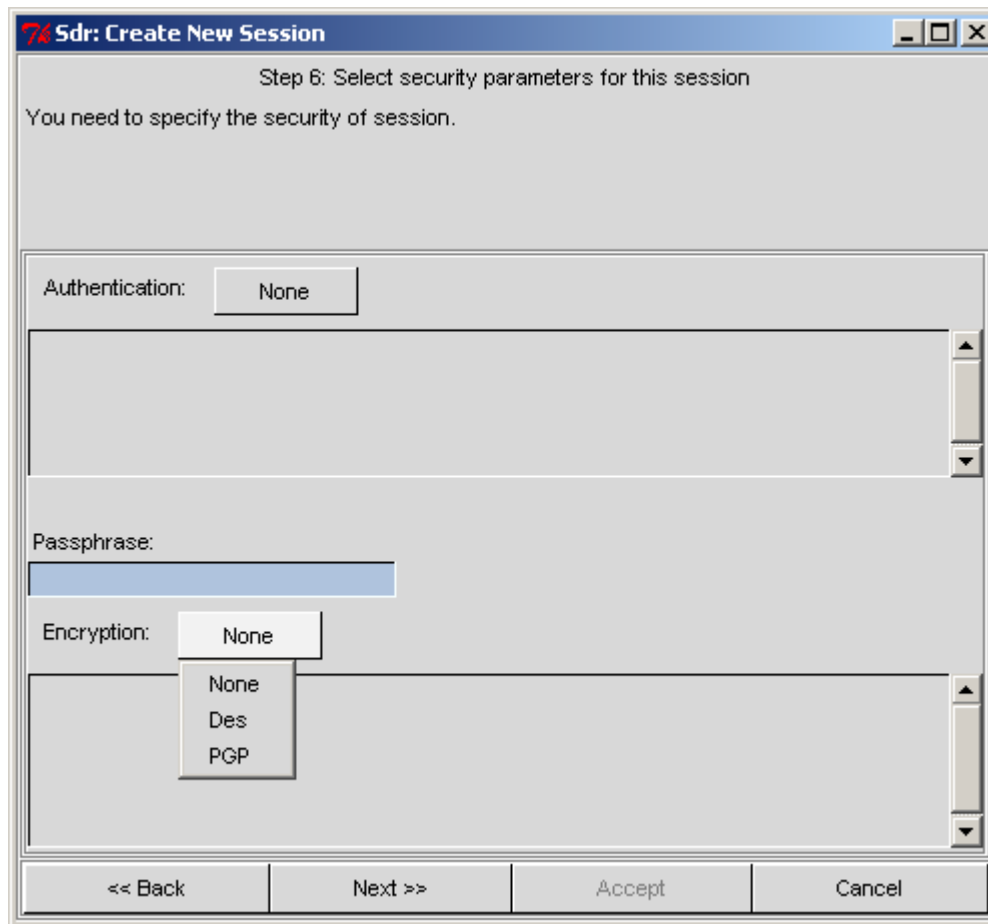 Sdr: Create New Session
Step 6: Select security parameters for this session
You need to specify the security of session.
Authentication: None
Passphrase:
Encryption: None
None
Des
PGP
<< Back Next >> Accept Cancel